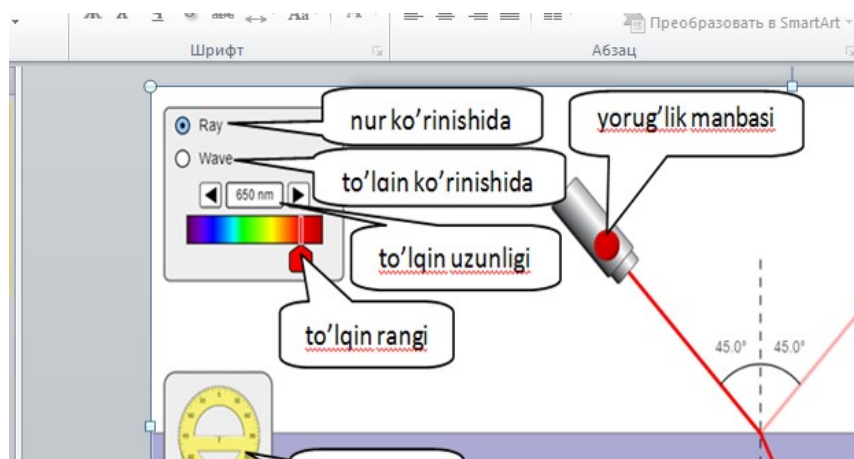 Преобразовать в SmartArt
Шрифт
Абзац
Ray
nur ko’rinishida
yorug’lik manbasi
Wave
to’lqin ko’rinishida
650 nm
to’lqin uzunligi
to’lqin rangi
45.0° 45.0°